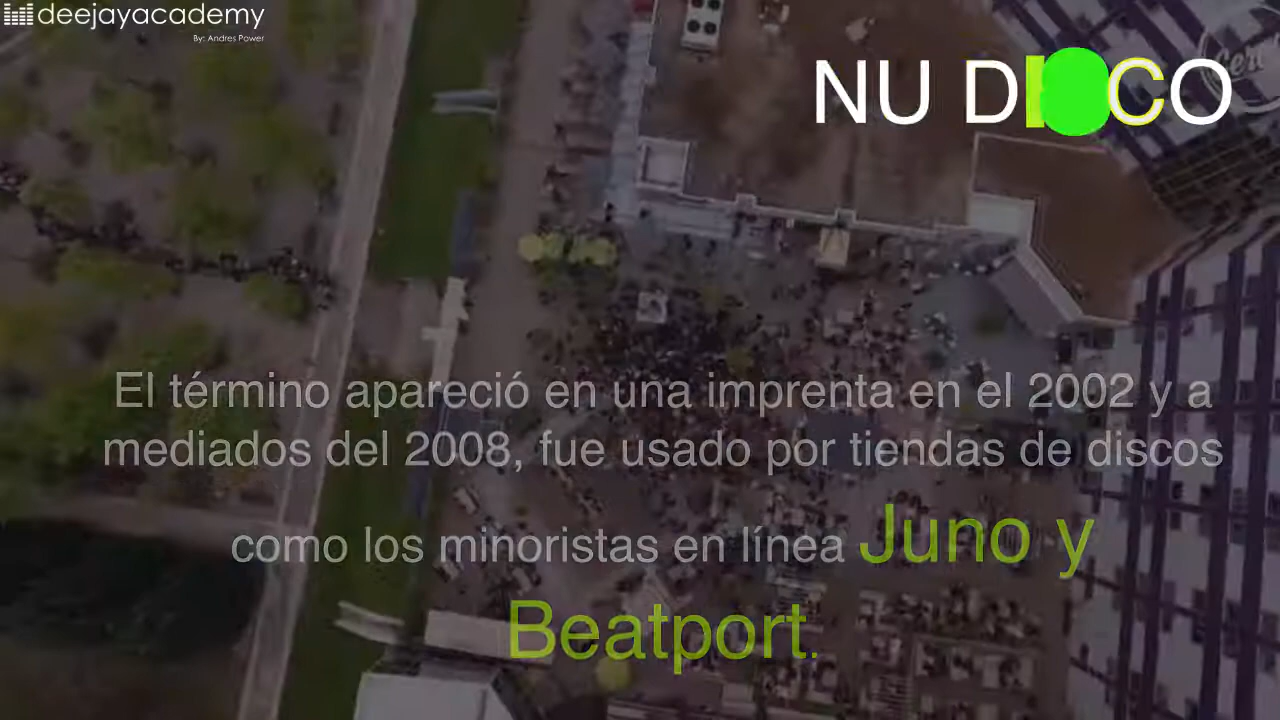 deejayacademy
By: Andres Power
NU DISCO
El término apareció en una imprenta en el 2002 y a
mediados del 2008, fue usado por tiendas de discos
como los minoristas en línea Juno y
Beatport.